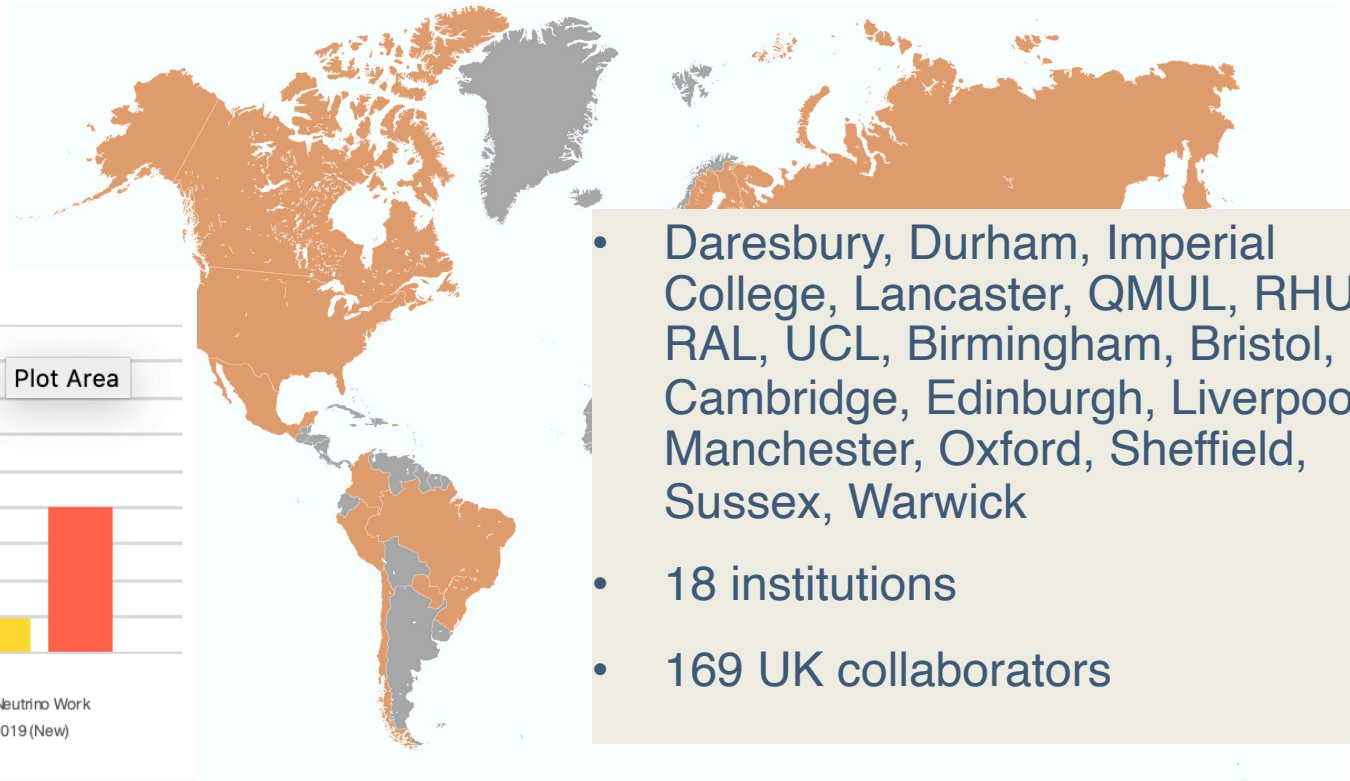 • Daresbury, Durham, Imperial
College, Lancaster, QMUL, RHU
RAL, UCL, Birmingham, Bristol,
Cambridge, Edinburgh, Liverpoo
Manchester, Oxford, Sheffield,
Sussex, Warwick
• 18 institutions
• 169 UK collaborators
Plot Area
Neutrino Work
019 (New)